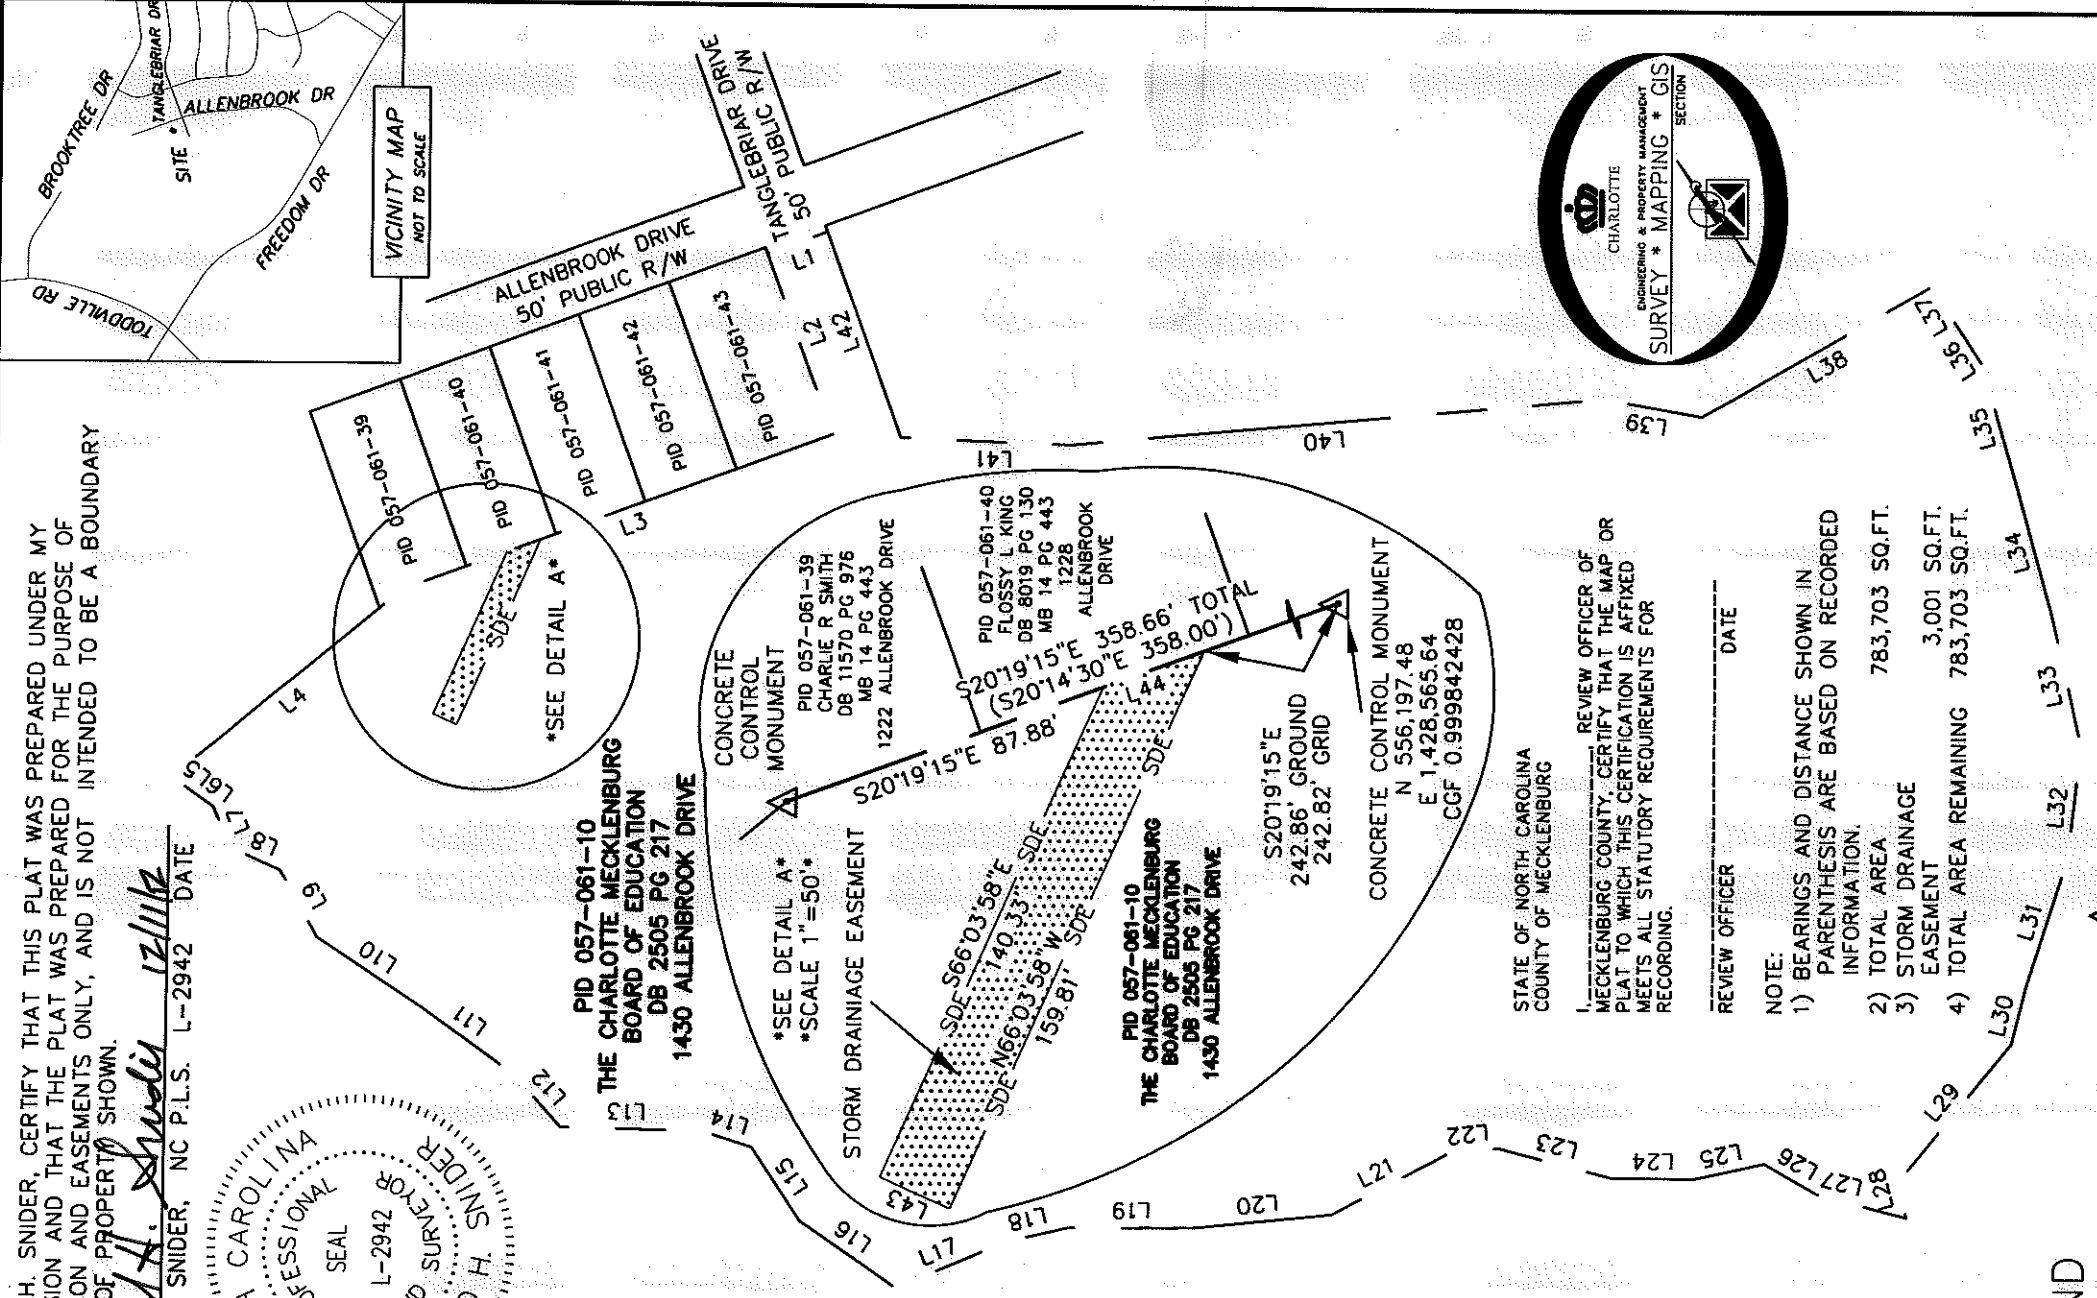 H. SNIDER, CERTIFY THAT THIS PLAT WAS PREPARED UNDER MY
SION AND THAT THE PLAT WAS PREPARED FOR THE PURPOSE OF
ON AND EASEMENTS ONLY, AND IS NOT INTENDED TO BE A BOUNDARY
OF PROPERTY SHOWN.
SNIDER, NC P.L.S. L-2942 DATE
12/11/12
CAROLINA
FESSIONAL
SEAL
L-2942
SURVEYOR
H. SNIDER
TODDVILLE RD
BROOKTREE DR
TANGLEBRIAR DR
SITE *
ALLENBROOK DR
FREEDOM DR
VICINITY MAP
NOT TO SCALE
ALLENBROOK DRIVE
50' PUBLIC R/W
TANGLEBRIAR DRIVE
50' PUBLIC R/W
PID 057-061-39
PID 057-061-40
PID 057-061-41
PID 057-061-42
PID 057-061-43
PID
PID
L1
L2
L42
L3
L4
L5
L6
L7
L8
L9
L10
L11
L12
L13
L14
L15
L16
L17
L18
L19
L20
L21
L22
L23
L24
L25
L26
L27
L28
L29
L30
L31
L32
L33
L34
L35
L36
L37
L38
L39
L40
L41
SDE
*SEE DETAIL A*
PID 057-061-10
THE CHARLOTTE MECKLENBURG
BOARD OF EDUCATION
DB 2505 PG 217
1430 ALLENBROOK DRIVE
CONCRETE
CONTROL
MONUMENT
PID 057-061-39
CHARLIE R SMITH
DB 11570 PG 976
MB 14 PG 443
1222 ALLENBROOK DRIVE
PID 057-061-40
FLOSSY L KING
DB 8019 PG 130
MB 14 PG 443
1228
ALLENBROOK
DRIVE
*SEE DETAIL A*
*SCALE 1"=50'*
STORM DRAINIAGE EASEMENT
S20°19'15"E 87.88'
S20°19'15"E 358.66' TOTAL
(S20°14'30"E 358.00')
L44
L43
SDE S66°03'58"E SDE
140.33'
SDE N66°03'58"W SDE SDE
159.81'
PID 057-061-10
THE CHARLOTTE MECKLENBURG
BOARD OF EDUCATION
DB 2505 PG 217
1430 ALLENBROOK DRIVE
S20°19'15"E
242.86' GROUND
242.82' GRID
CONCRETE CONTROL MONUMENT
N 556,197.48
E 1,428,565.64
CGF 0.999842428
STATE OF NORTH CAROLINA
COUNTY OF MECKLENBURG
I, REVIEW OFFICER OF
MECKLENBURG COUNTY, CERTIFY THAT THE MAP OR
PLAT TO WHICH THIS CERTIFICATION IS AFFIXED
MEETS ALL STATUTORY REQUIREMENTS FOR
RECORDING.
REVIEW OFFICER DATE
NOTE:
1) BEARINGS AND DISTANCE SHOWN IN
PARENTHESIS ARE BASED ON RECORDED
INFORMATION.
2) TOTAL AREA 783,703 SQ.FT.
3) STORM DRAINAGE
EASEMENT 3,001 SQ.FT.
4) TOTAL AREA REMAINING 783,703 SQ.FT.
CHARLOTTE
ENGINEERING & PROPERTY MANAGEMENT
SURVEY * MAPPING * GIS
SECTION
ND